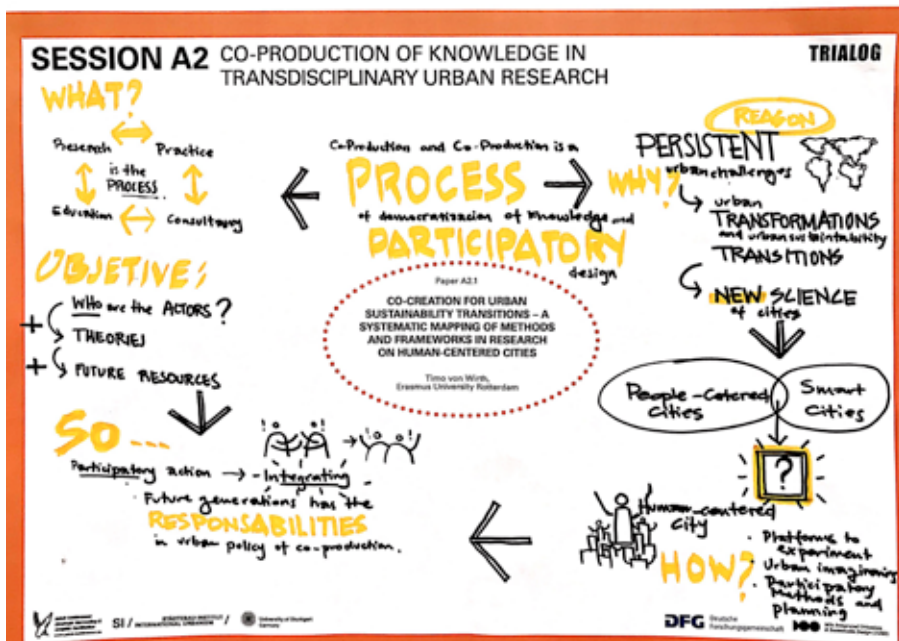 SESSION A2 CO-PRODUCTION OF KNOWLEDGE IN
TRANSDISCIPLINARY URBAN RESEARCH
TRIALOG
WHAT?
Research
Practice
is the
PROCESS
Education
Consultancy
OBJETIVE:
+ WHO are the ACTORS?
THEORIES
+ FUTURE RESOURCES
SO...
Participatory action
Integrating
Future generations has the
RESPONSABILITIES
in urban policy of co-production.
Co-Production and Co-Production is a
PROCESS
of democratization of knowledge and
PARTICIPATORY
design
Paper A2.1
CO-CREATION FOR URBAN
SUSTAINABILITY TRANSITIONS – A
SYSTEMATIC MAPPING OF METHODS
AND FRAMEWORKS IN RESEARCH
ON HUMAN-CENTERED CITIES
Timo von Wirth,
Erasmus University Rotterdam
REASON
PERSISTENT
urban challenges
WHY?
urban
TRANSFORMATIONS
and urban sustaintability
TRANSITIONS
NEW SCIENCE
of cities
People-Catered
Cities
Smart
Cities
?
Human-centered
city
HOW?
· Platforms to
experiment
· Urban imagining
· Participatory
methods and
planning
SI / STÄDTEBAU-INSTITUT
INTERNATIONAL URBANISM /
University of Stuttgart
Germany
DFG Deutsche
Forschungsgemeinschaft